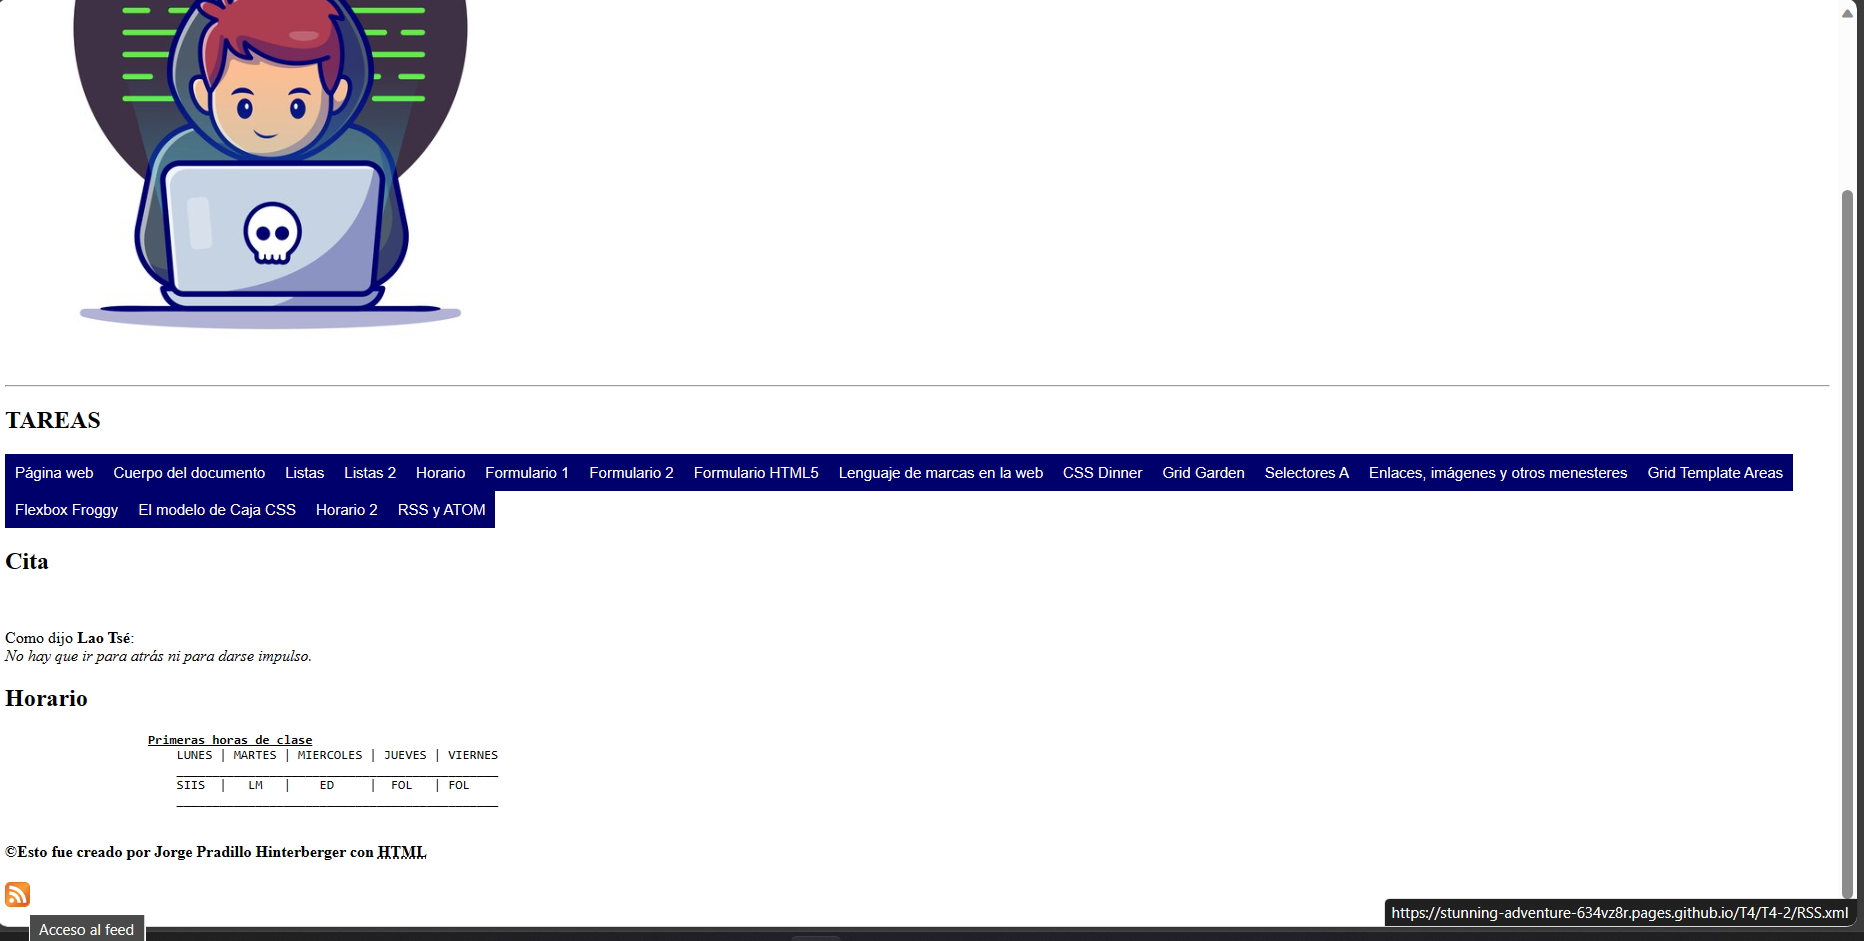 TAREAS
Página web Cuerpo del documento Listas Listas 2 Horario Formulario 1 Formulario 2 Formulario HTML5 Lenguaje de marcas en la web CSS Dinner Grid Garden Selectores A Enlaces, imágenes y otros menesteres Grid Template Areas
Flexbox Froggy El modelo de Caja CSS Horario 2 RSS y ATOM
Cita
Como dijo Lao Tsé:
No hay que ir para atrás ni para darse impulso.
Horario
Primeras horas de clase
LUNES | MARTES | MIERCOLES | JUEVES | VIERNES
SIIS | LM | ED | FOL | FOL
©Esto fue creado por Jorge Pradillo Hinterberger con HTML
Acceso al feed
https://stunning-adventure-634vz8r.pages.github.io/T4/T4-2/RSS.xml